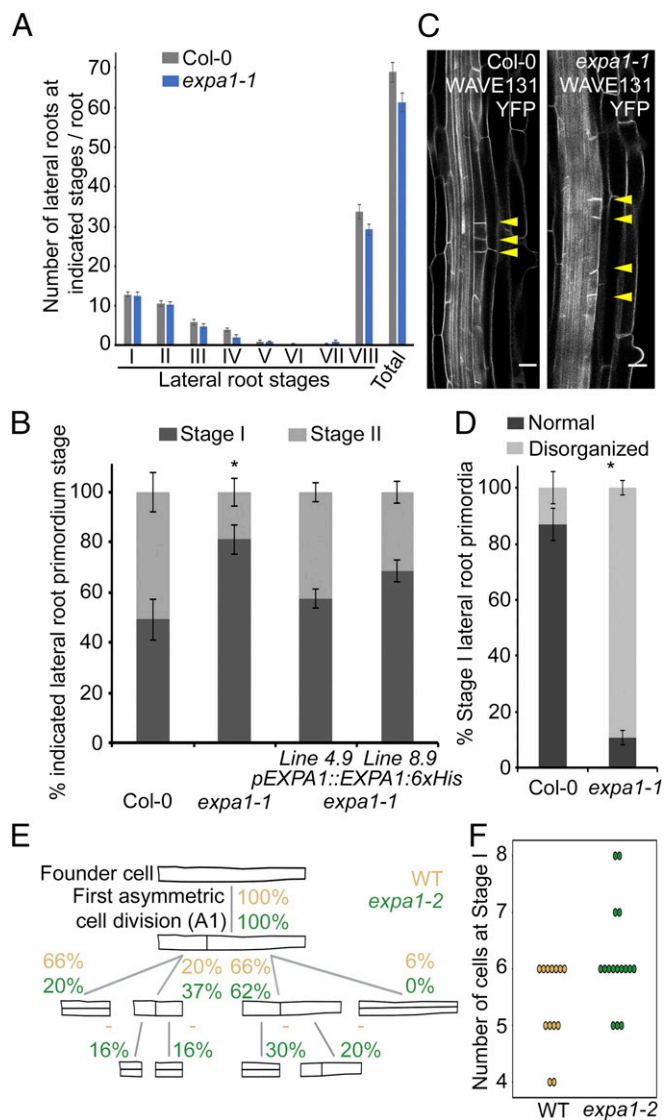 A
Col-0
expa1-1
Number of lateral roots at
indicated stages / root
70
60
50
40
30
20
10
0
I II III IV V VI VII VIII Total
Lateral root stages
C
Col-0
WAVE131
YFP
expa1-1
WAVE131
YFP
B
Stage I
Stage II
*
% indicated lateral root primordium stage
100
80
60
40
20
0
Line 4.9 Line 8.9
pEXPA1::EXPA1:6xHis
Col-0 expa1-1 expa1-1
D
Normal
Disorganized
*
% Stage I lateral root primordia
100
80
60
40
20
0
Col-0 expa1-1
E
Founder cell
WT
expa1-2
First asymmetric
cell division (A1)
100%
100%
66% 20% 66% 6%
20% 37% 62% 0%
- - -
16% 16% 30% 20%
F
Number of cells at Stage I
8
7
6
5
4
WT expa1-2